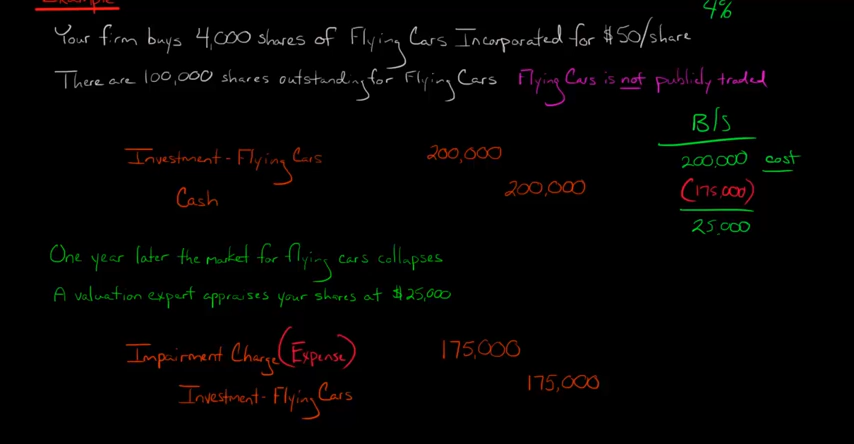 Example
4%
Your firm buys 4,000 shares of Flying Cars Incorporated for $50/share
There are 100,000 shares outstanding for Flying Cars Flying Cars is not publicly traded
B/S
Investment - Flying Cars 200,000
200,000 cost
Cash 200,000
(175,000)
25,000
One year later the market for flying cars collapses
A valuation expert appraises your shares at $25,000
Impairment Charge (Expense) 175,000
Investment - Flying Cars 175,000